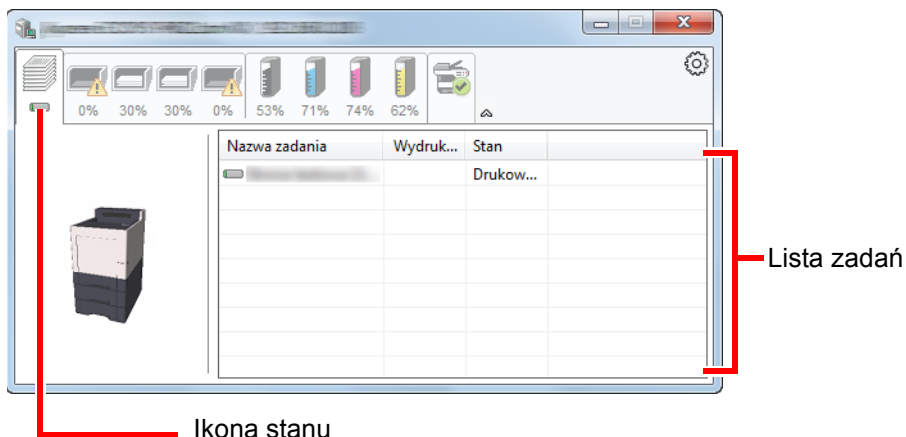 0% 30% 30% 0% 53% 71% 74% 62%
Nazwa zadania Wydruk... Stan
Drukow...
Lista zadań
Ikona stanu